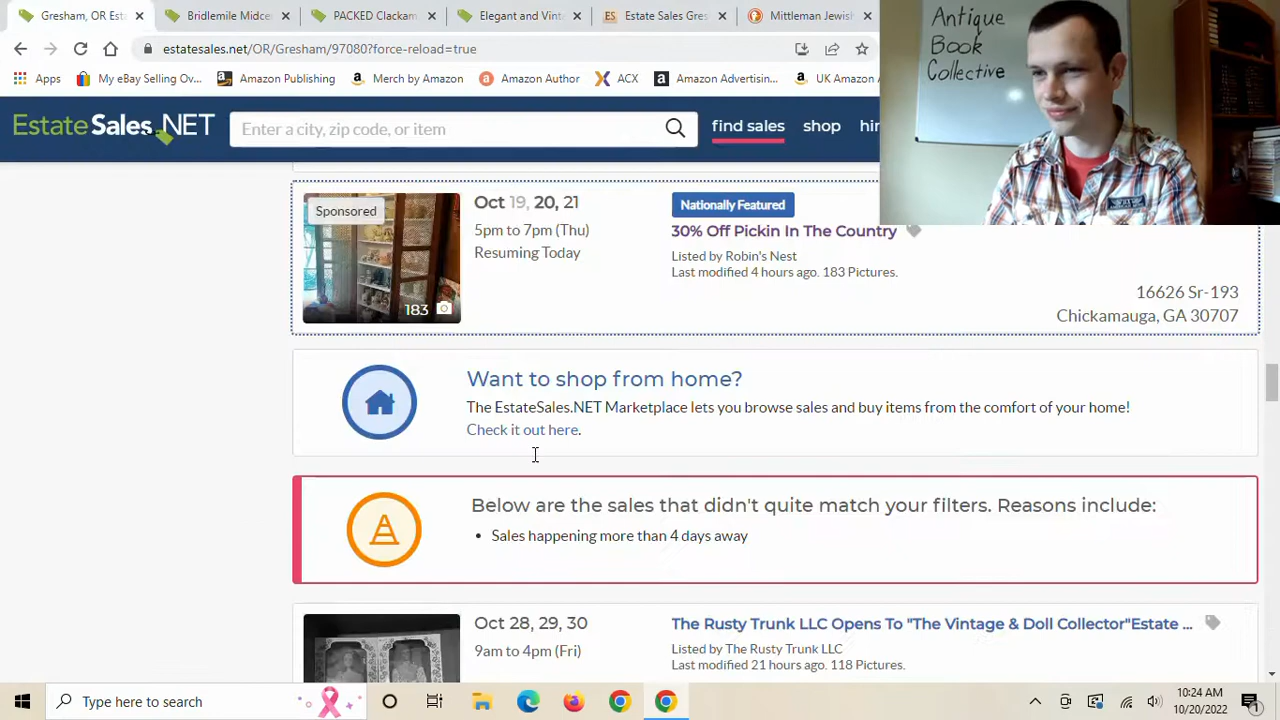 Gresham, OR Esta
Bridlemile Midce
PACKED Clackam
Elegant and Vint
Estate Sales Gres
Mittleman Jewish
estatesales.net/OR/Gresham/97080?force-reload=true
Apps
My eBay Selling Ov...
Amazon Publishing
Merch by Amazon
Amazon Author
ACX
Amazon Advertisin...
UK Amazon
Antique
Book
Collective
EstateSales.NET
Enter a city, zip code, or item
find sales
shop
hir
Sponsored
183
Oct 19, 20, 21
5pm to 7pm (Thu)
Resuming Today
Nationally Featured
30% Off Pickin In The Country
Listed by Robin's Nest
Last modified 4 hours ago. 183 Pictures.
16626 Sr-193
Chickamauga, GA 30707
Want to shop from home?
The EstateSales.NET Marketplace lets you browse sales and buy items from the comfort of your home!
Check it out here.
Below are the sales that didn't quite match your filters. Reasons include:
• Sales happening more than 4 days away
Oct 28, 29, 30
9am to 4pm (Fri)
The Rusty Trunk LLC Opens To "The Vintage & Doll Collector"Estate ...
Listed by The Rusty Trunk LLC
Last modified 21 hours ago. 118 Pictures.
Type here to search
10:24 AM
10/20/2022
1